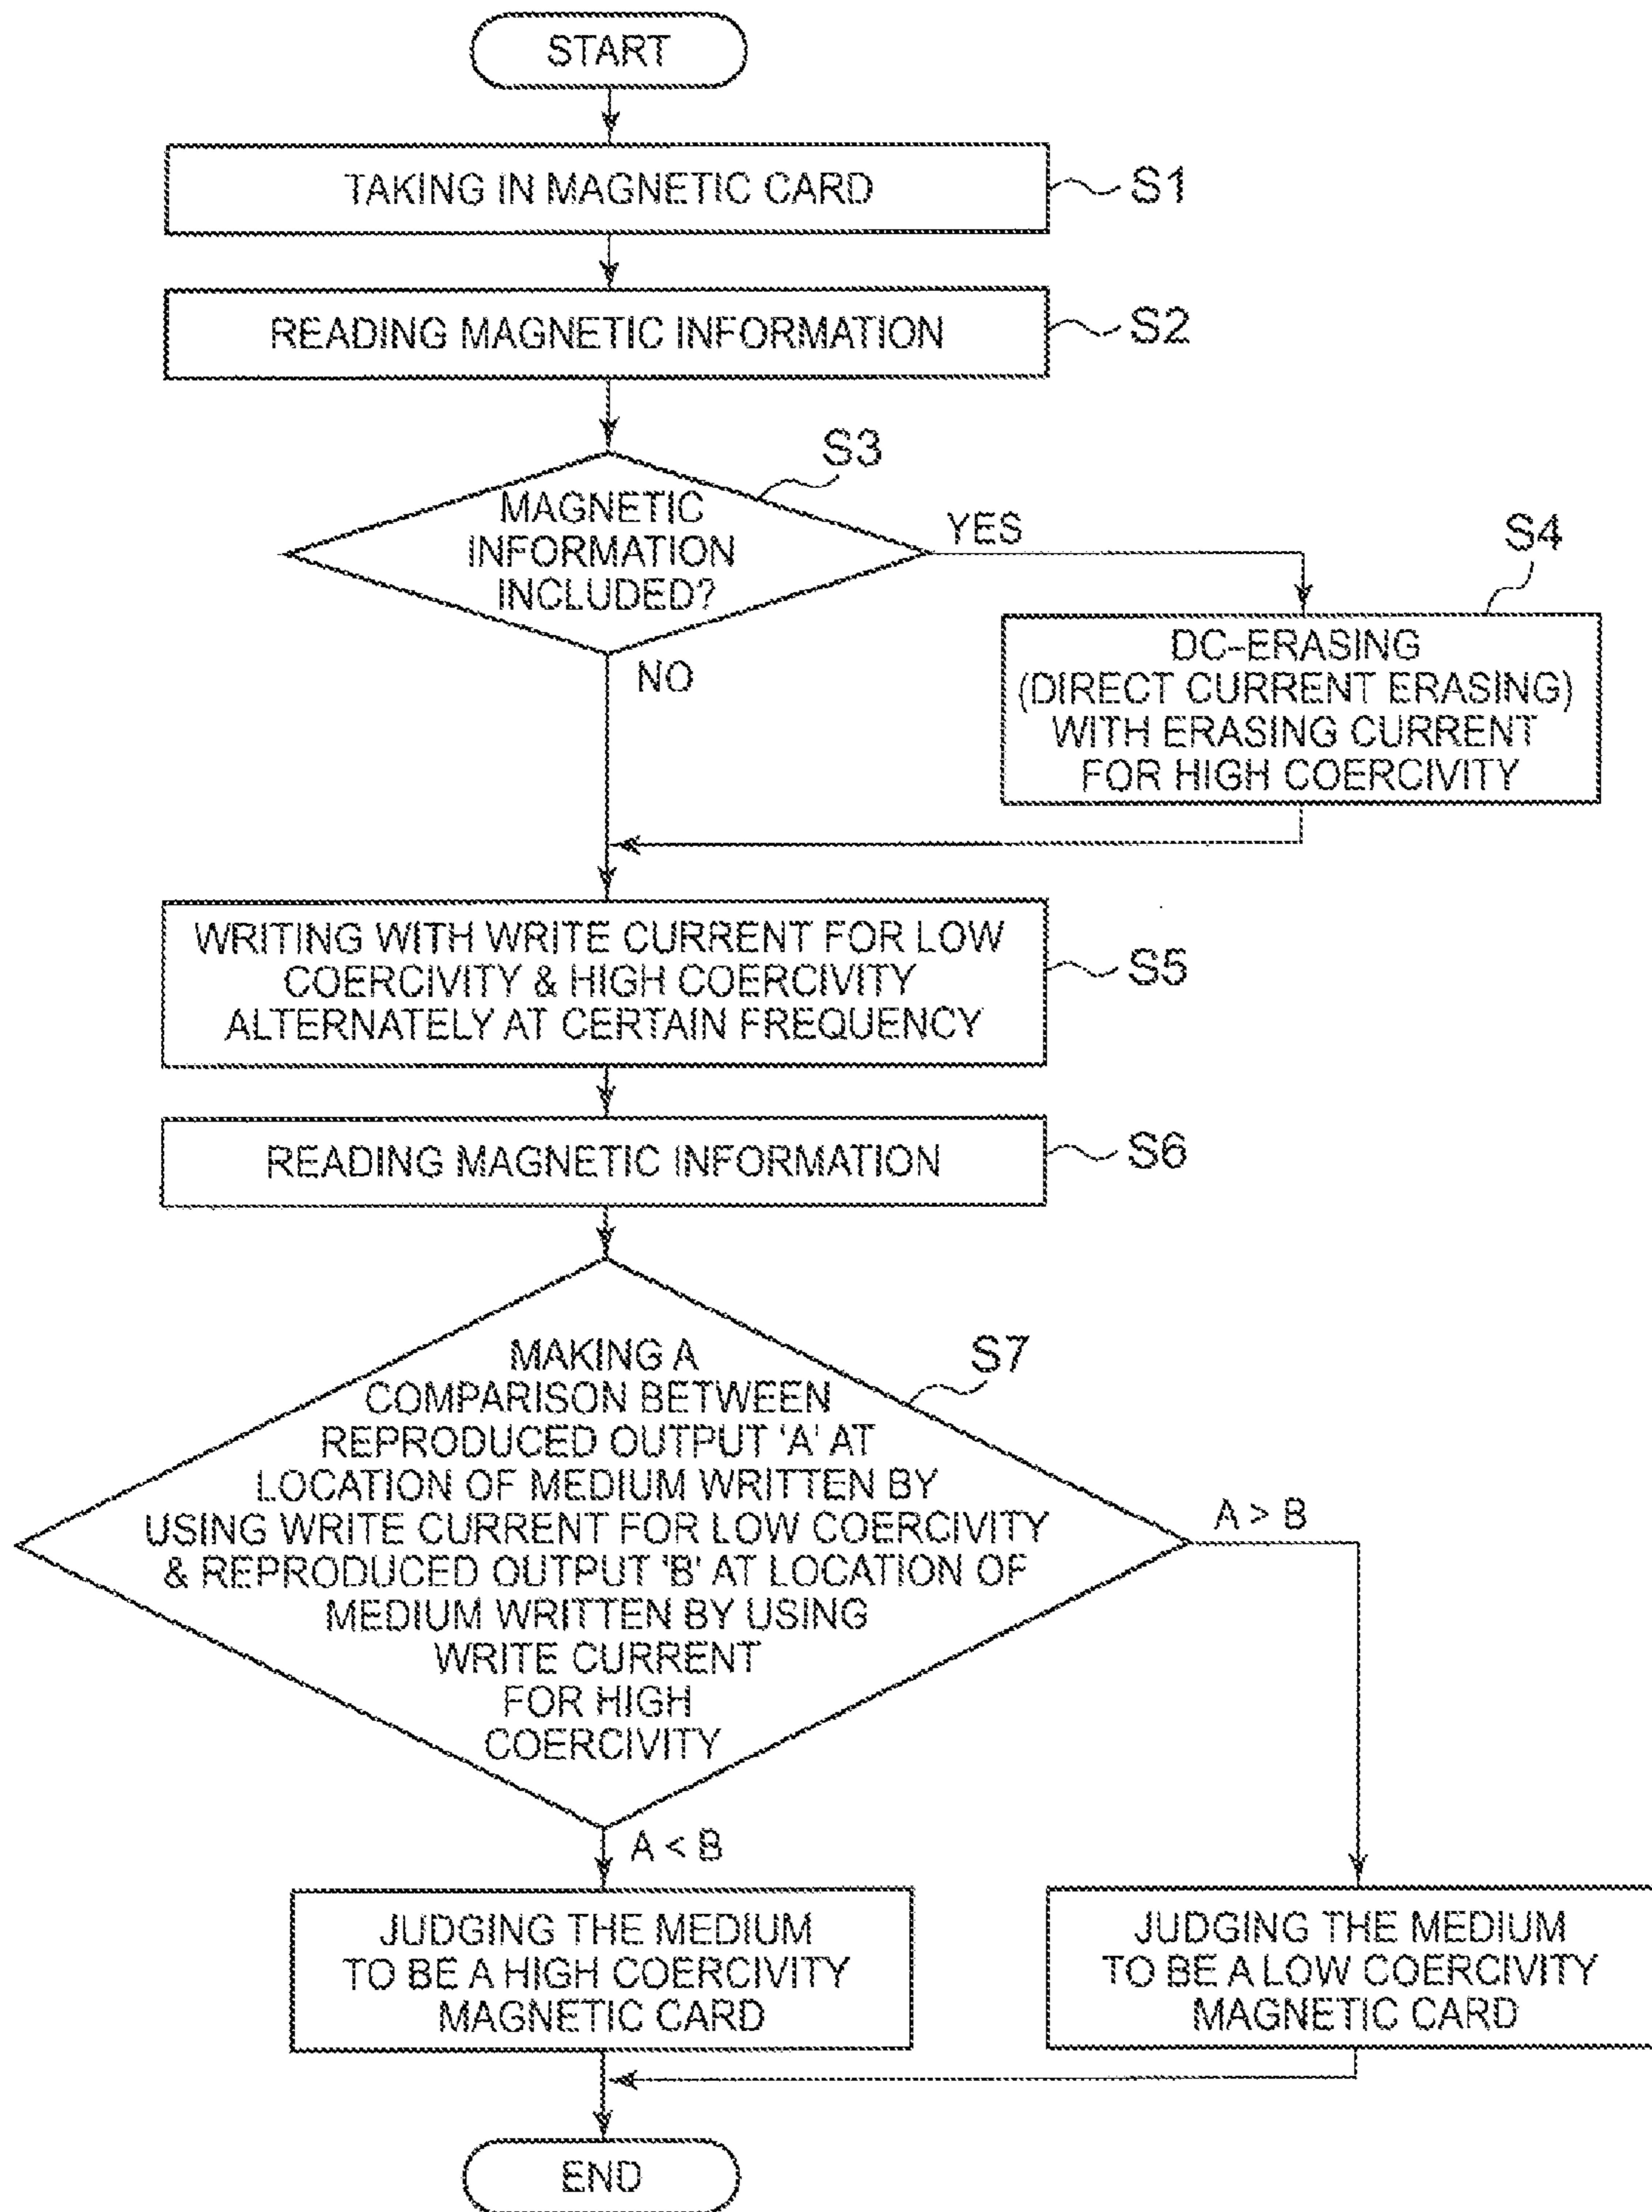 START
TAKING IN MAGNETIC CARD
S1
READING MAGNETIC INFORMATION
S2
S3
MAGNETIC
INFORMATION
INCLUDED?
YES
NO
S4
DC-ERASING
(DIRECT CURRENT ERASING)
WITH ERASING CURRENT
FOR HIGH COERCIVITY
WRITING WITH WRITE CURRENT FOR LOW
COERCIVITY & HIGH COERCIVITY
ALTERNATELY AT CERTAIN FREQUENCY
S5
READING MAGNETIC INFORMATION
S6
S7
MAKING A
COMPARISON BETWEEN
REPRODUCED OUTPUT 'A' AT
LOCATION OF MEDIUM WRITTEN BY
USING WRITE CURRENT FOR LOW COERCIVITY
& REPRODUCED OUTPUT 'B' AT LOCATION OF
MEDIUM WRITTEN BY USING
WRITE CURRENT
FOR HIGH
COERCIVITY
A > B
A < B
JUDGING THE MEDIUM
TO BE A HIGH COERCIVITY
MAGNETIC CARD
JUDGING THE MEDIUM
TO BE A LOW COERCIVITY
MAGNETIC CARD
END